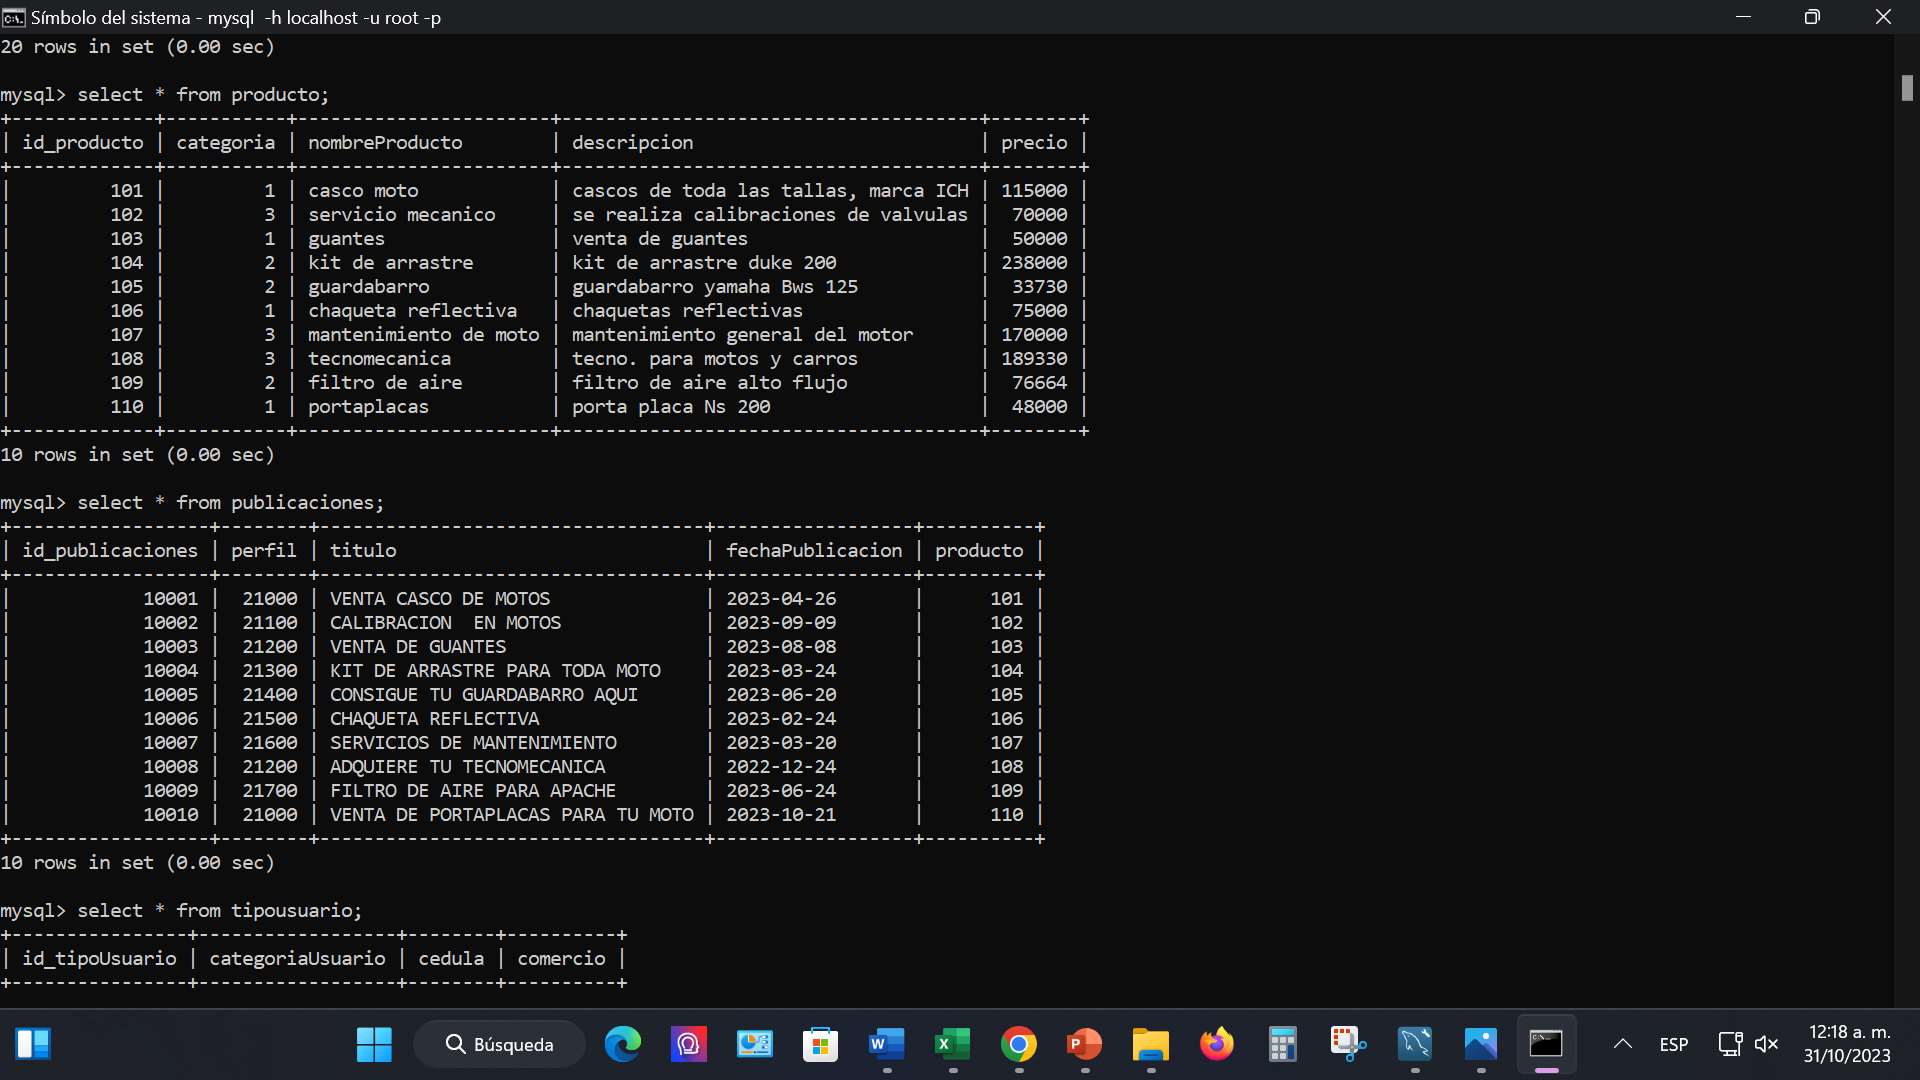 Símbolo del sistema - mysql  -h localhost -u root -p
20 rows in set (0.00 sec)
mysql> select * from producto;
+-------------+-----------+-----------------------+--------------------------------------+--------+
| id_producto | categoria | nombreProducto        | descripcion                          | precio |
+-------------+-----------+-----------------------+--------------------------------------+--------+
|         101 |         1 | casco moto            | cascos de toda las tallas, marca ICH | 115000 |
|         102 |         3 | servicio mecanico     | se realiza calibraciones de valvulas |  70000 |
|         103 |         1 | guantes               | venta de guantes                     |  50000 |
|         104 |         2 | kit de arrastre       | kit de arrastre duke 200             | 238000 |
|         105 |         2 | guardabarro           | guardabarro yamaha Bws 125           |  33730 |
|         106 |         1 | chaqueta reflectiva   | chaquetas reflectivas                |  75000 |
|         107 |         3 | mantenimiento de moto | mantenimiento general del motor      | 170000 |
|         108 |         3 | tecnomecanica         | tecno. para motos y carros           | 189330 |
|         109 |         2 | filtro de aire        | filtro de aire alto flujo            |  76664 |
|         110 |         1 | portaplacas           | porta placa Ns 200                   |  48000 |
+-------------+-----------+-----------------------+--------------------------------------+--------+
10 rows in set (0.00 sec)
mysql> select * from publicaciones;
+------------------+--------+-----------------------------------+------------------+----------+
| id_publicaciones | perfil | titulo                            | fechaPublicacion | producto |
+------------------+--------+-----------------------------------+------------------+----------+
|            10001 |  21000 | VENTA CASCO DE MOTOS              | 2023-04-26       |      101 |
|            10002 |  21100 | CALIBRACION  EN MOTOS             | 2023-09-09       |      102 |
|            10003 |  21200 | VENTA DE GUANTES                  | 2023-08-08       |      103 |
|            10004 |  21300 | KIT DE ARRASTRE PARA TODA MOTO    | 2023-03-24       |      104 |
|            10005 |  21400 | CONSIGUE TU GUARDABARRO AQUI      | 2023-06-20       |      105 |
|            10006 |  21500 | CHAQUETA REFLECTIVA               | 2023-02-24       |      106 |
|            10007 |  21600 | SERVICIOS DE MANTENIMIENTO        | 2023-03-20       |      107 |
|            10008 |  21200 | ADQUIERE TU TECNOMECANICA         | 2022-12-24       |      108 |
|            10009 |  21700 | FILTRO DE AIRE PARA APACHE        | 2023-06-24       |      109 |
|            10010 |  21000 | VENTA DE PORTAPLACAS PARA TU MOTO | 2023-10-21       |      110 |
+------------------+--------+-----------------------------------+------------------+----------+
10 rows in set (0.00 sec)
mysql> select * from tipousuario;
+----------------+------------------+--------+----------+
| id_tipoUsuario | categoriaUsuario | cedula | comercio |
+----------------+------------------+--------+----------+
Búsqueda
ESP
12:18 a. m.
31/10/2023